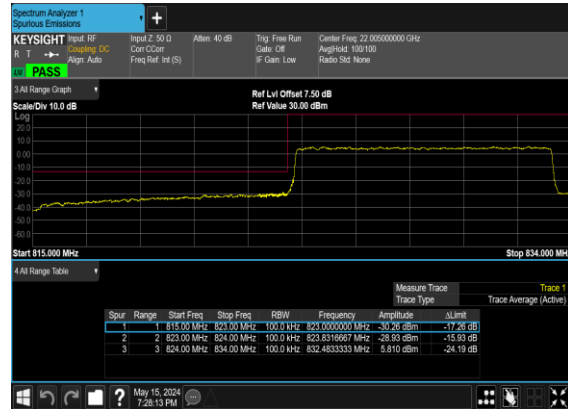 Spectrum Analyzer 1
Spurious Emissions
+
KEYSIGHT Input: RF Input Z: 50 Ω Atten: 40 dB Trig: Free Run Center Freq: 22.005000000 GHz
R T Coupling: DC Corr CCorr Gate: Off Avg|Hold: 100/100
Align: Auto Freq Ref: Int (S) IF Gain: Low Radio Std: None
LW PASS
3 All Range Graph
Ref Lvl Offset 7.50 dB
Scale/Div 10.0 dB Ref Value 30.00 dBm
Log
20.0
10.0
0.00
-10.0
-20.0
-30.0
-40.0
-50.0
-60.0
Start 815.000 MHz Stop 834.000 MH
4 All Range Table
Measure Trace Trace 1
Trace Type Trace Average (Active)
Spur Range Start Freq Stop Freq RBW Frequency Amplitude ΔLimit
1 1 815.00 MHz 823.00 MHz 100.0 kHz 823.0000000 MHz -30.26 dBm -17.26 dB
2 2 823.00 MHz 824.00 MHz 100.0 kHz 823.8316667 MHz -28.93 dBm -15.93 dB
3 3 824.00 MHz 834.00 MHz 100.0 kHz 832.4833333 MHz 5.810 dBm -24.19 dB
? May 15, 2024
7:28:13 PM